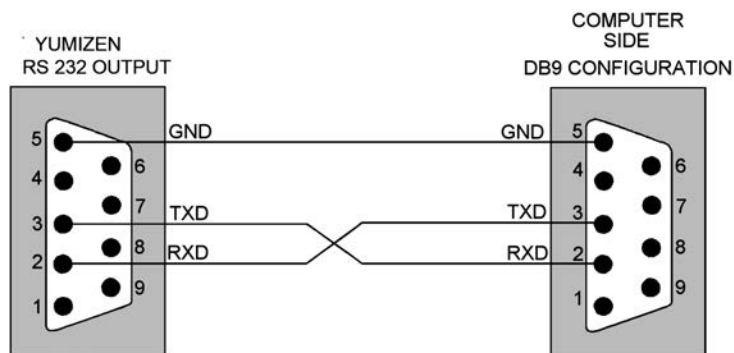 YUMIZEN
RS 232 OUTPUT
COMPUTER
SIDE
DB9 CONFIGURATION
5
4
3
2
1
6
7
8
9
GND
TXD
RXD
GND
TXD
RXD
5
4
3
2
1
6
7
8
9